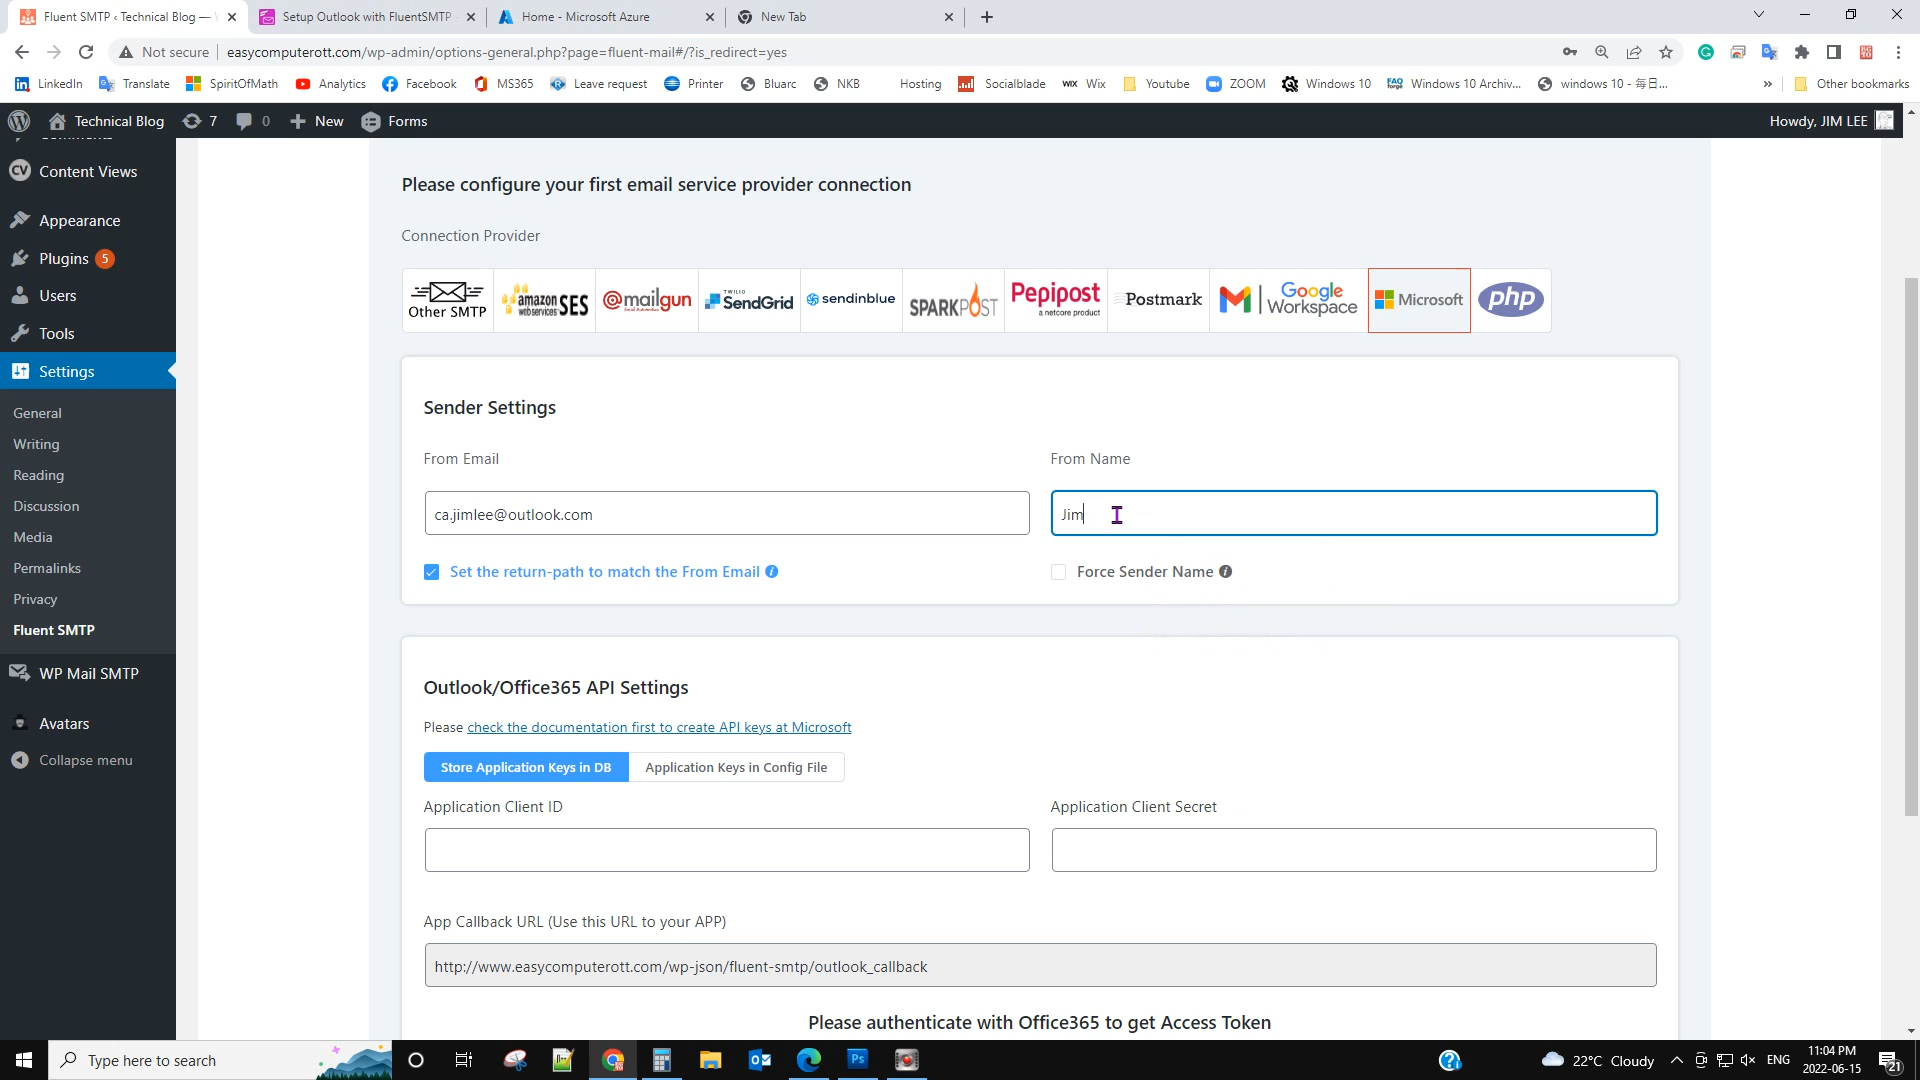 Fluent SMTP ‹ Technical Blog —
Setup Outlook with FluentSMTP
Home - Microsoft Azure
New Tab
Not secure
easycomputerott.com/wp-admin/options-general.php?page=fluent-mail#/?is_redirect=yes
LinkedIn
Translate
SpiritOfMath
Analytics
Facebook
MS365
Leave request
Printer
Bluarc
NKB
Hosting
Socialblade
WIX Wix
Youtube
ZOOM
Windows 10
FAQ Windows 10 Archiv...
windows 10 - 毎日...
»
Other bookmarks
Technical Blog
7
0
New
Forms
Howdy, JIM LEE
CV Content Views
Appearance
Plugins 5
Users
Tools
Settings
General
Writing
Reading
Discussion
Media
Permalinks
Privacy
Fluent SMTP
WP Mail SMTP
Avatars
Collapse menu
Please configure your first email service provider connection
Connection Provider
Other SMTP
amazon webservices SES
@mailgun
TWILIO SendGrid
sendinblue
SPARKPOST
Pepipost
a netcore product
Postmark
Google Workspace
Microsoft
php
Sender Settings
From Email
From Name
ca.jimlee@outlook.com
Jim
Set the return-path to match the From Email
Force Sender Name
Outlook/Office365 API Settings
Please check the documentation first to create API keys at Microsoft
Store Application Keys in DB
Application Keys in Config File
Application Client ID
Application Client Secret
App Callback URL (Use this URL to your APP)
http://www.easycomputerott.com/wp-json/fluent-smtp/outlook_callback
Please authenticate with Office365 to get Access Token
Type here to search
Ps
22°C Cloudy
ENG
11:04 PM
2022-06-15
21